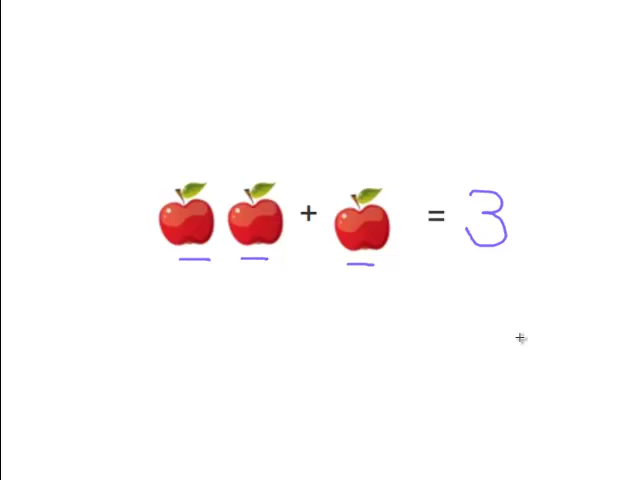 + = 3